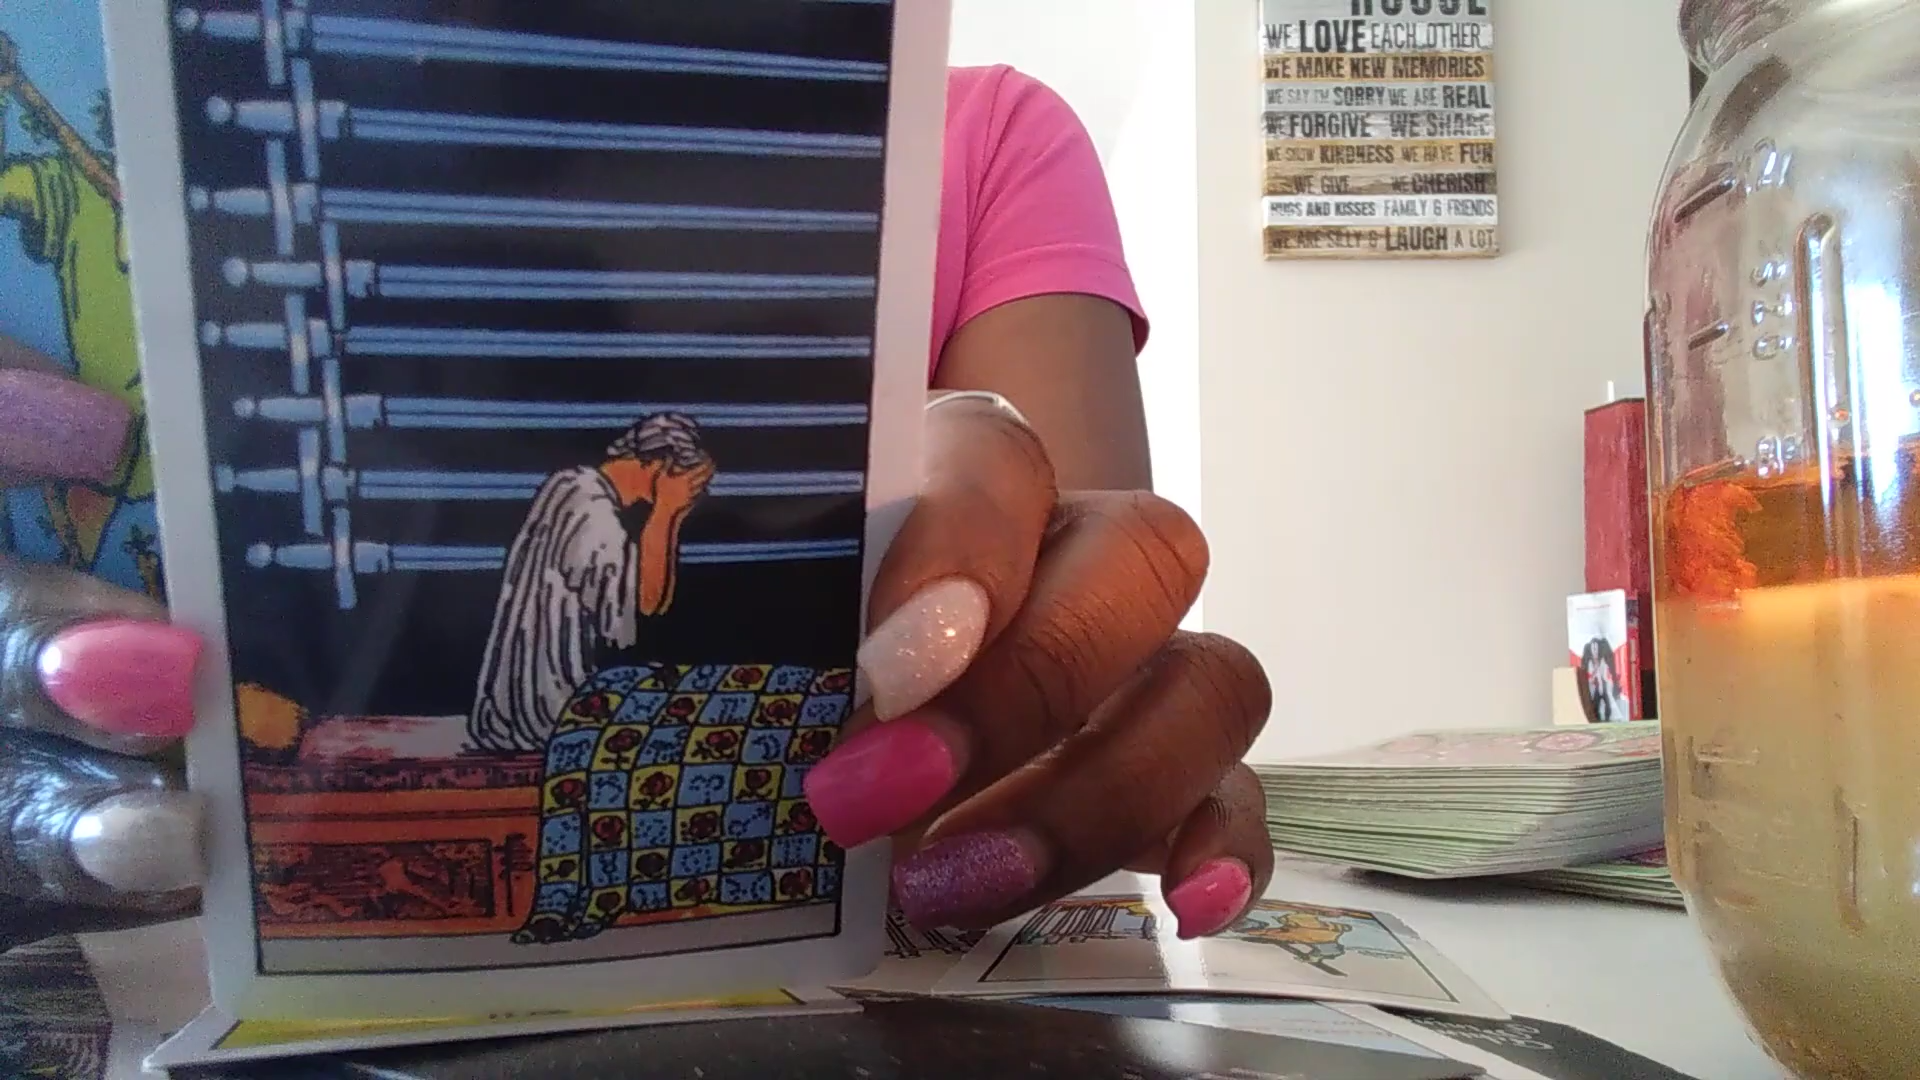 HOUSE
WE LOVE EACH OTHER
WE MAKE NEW MEMORIES
WE SAY I'M SORRY WE ARE REAL
WE FORGIVE WE SHARE
WE SHOW KINDNESS WE HAVE FUN
WE GIVE WE CHERISH
HUGS AND KISSES FAMILY & FRIENDS
WE ARE SILLY & LAUGH A LOT